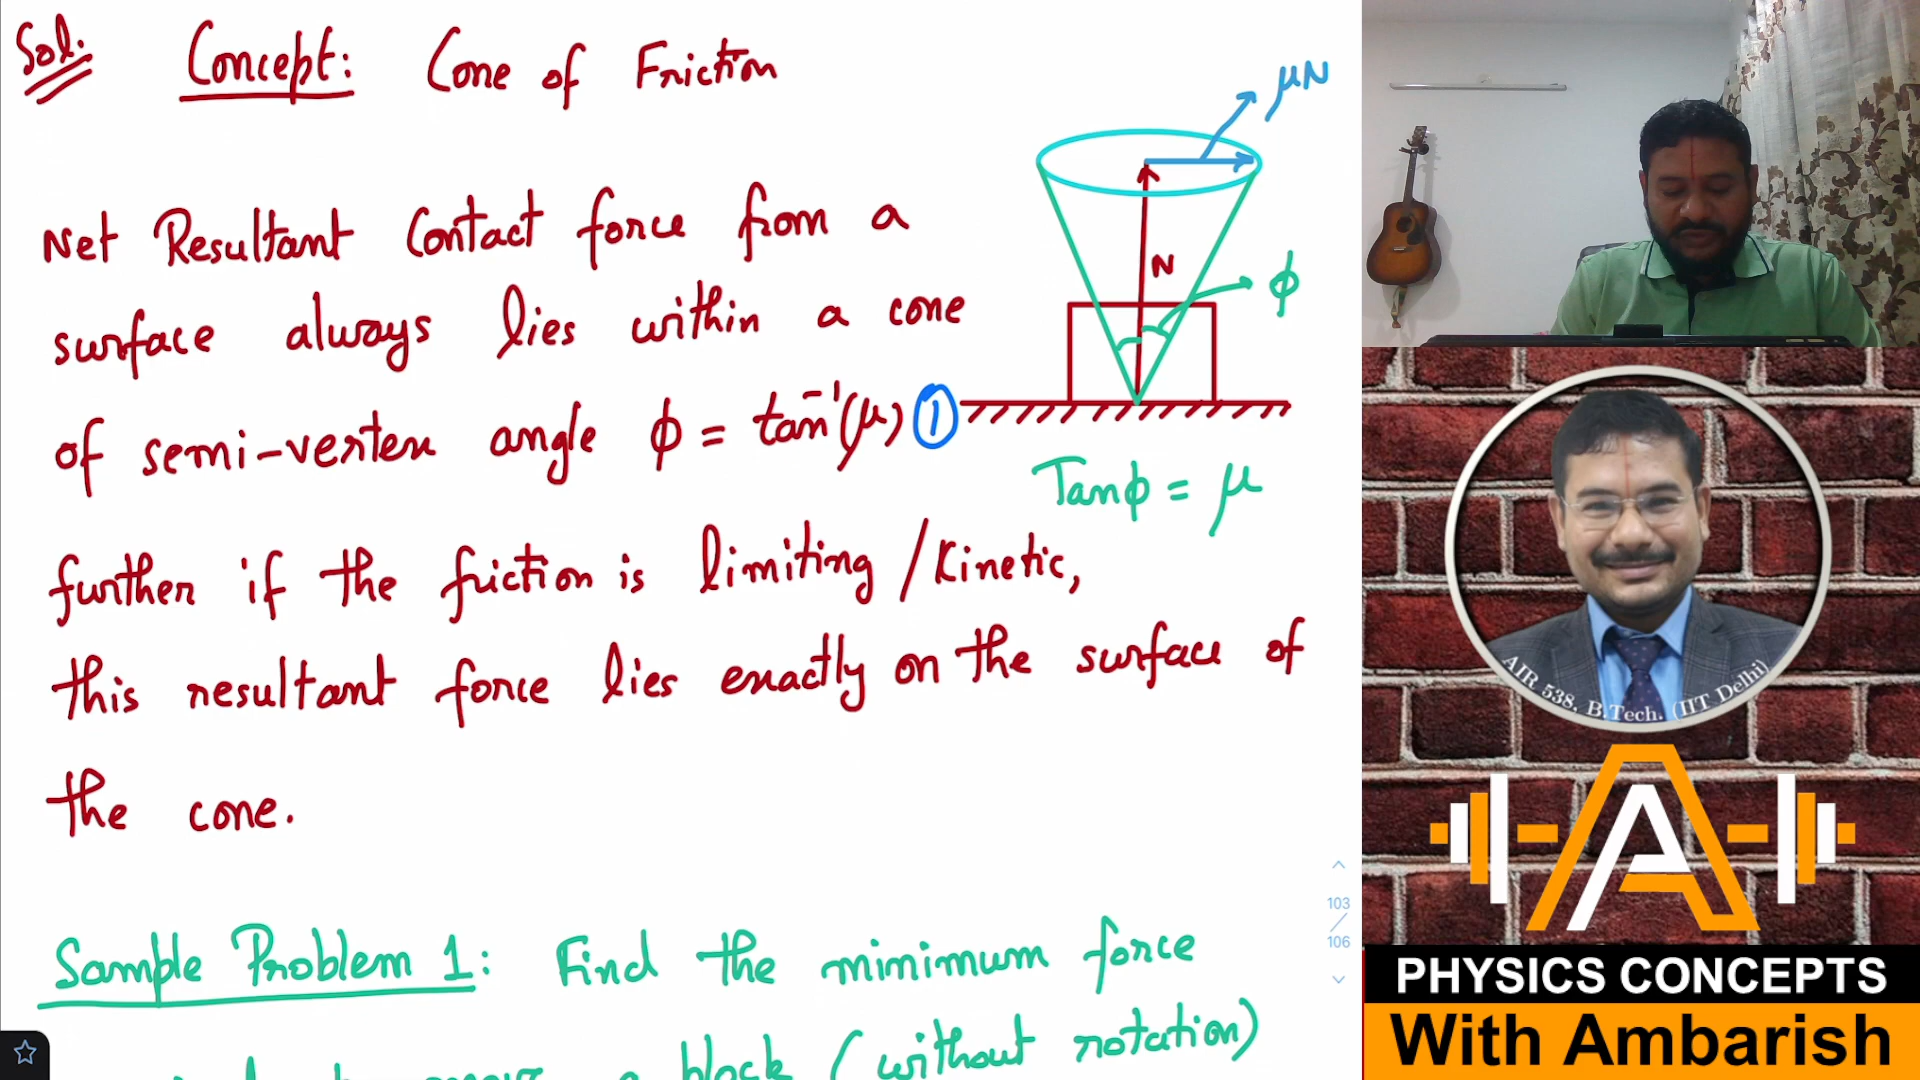 Sol. Concept: Cone of Friction
μN
Net Resultant Contact force from a
N
ϕ
surface always lies within a cone
of semi-vertex angle ϕ = tan⁻¹(μ) ①
Tanϕ = μ
further if the friction is limiting / Kinetic,
this resultant force lies exactly on the surface of
the cone.
Sample Problem 1: Find the minimum force
block (without rotation)
103
/
106
AIR 538, B.Tech. (IIT Delhi)
A
PHYSICS CONCEPTS
With Ambarish